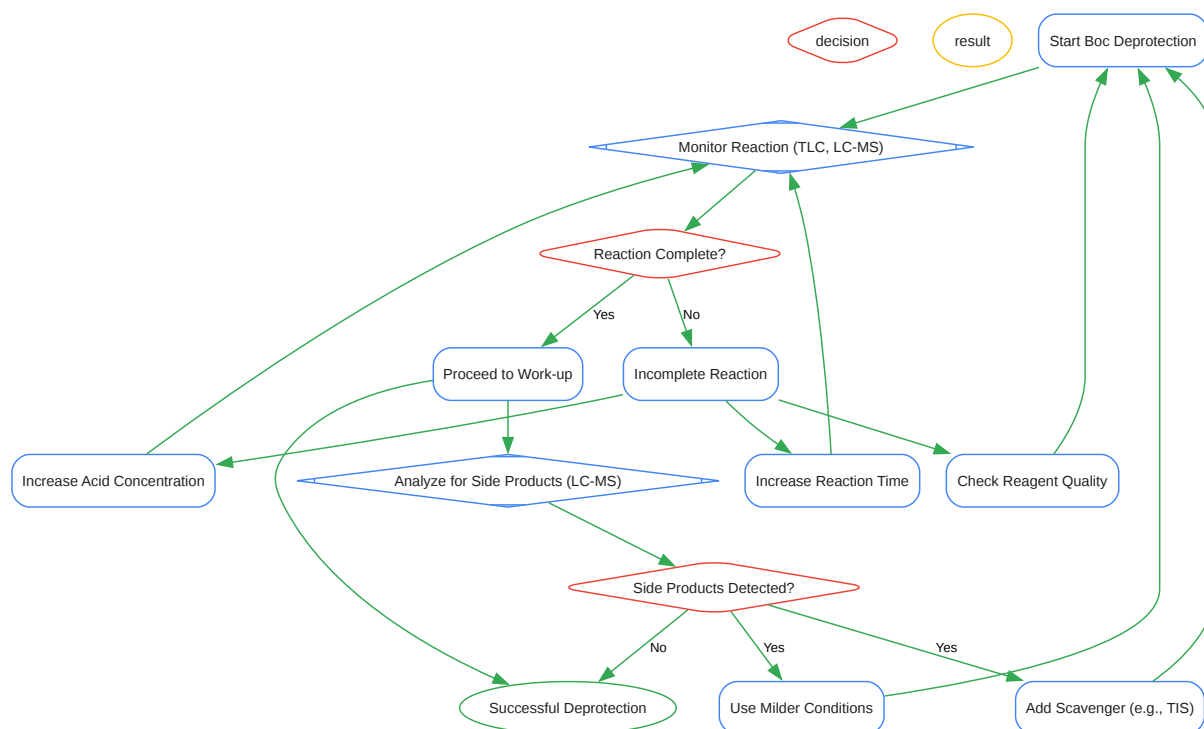 decision
result
Start Boc Deprotection
Monitor Reaction (TLC, LC-MS)
Reaction Complete?
Yes
No
Proceed to Work-up
Incomplete Reaction
Increase Acid Concentration
Analyze for Side Products (LC-MS)
Increase Reaction Time
Check Reagent Quality
Side Products Detected?
No
Yes
Yes
Successful Deprotection
Use Milder Conditions
Add Scavenger (e.g., TIS)